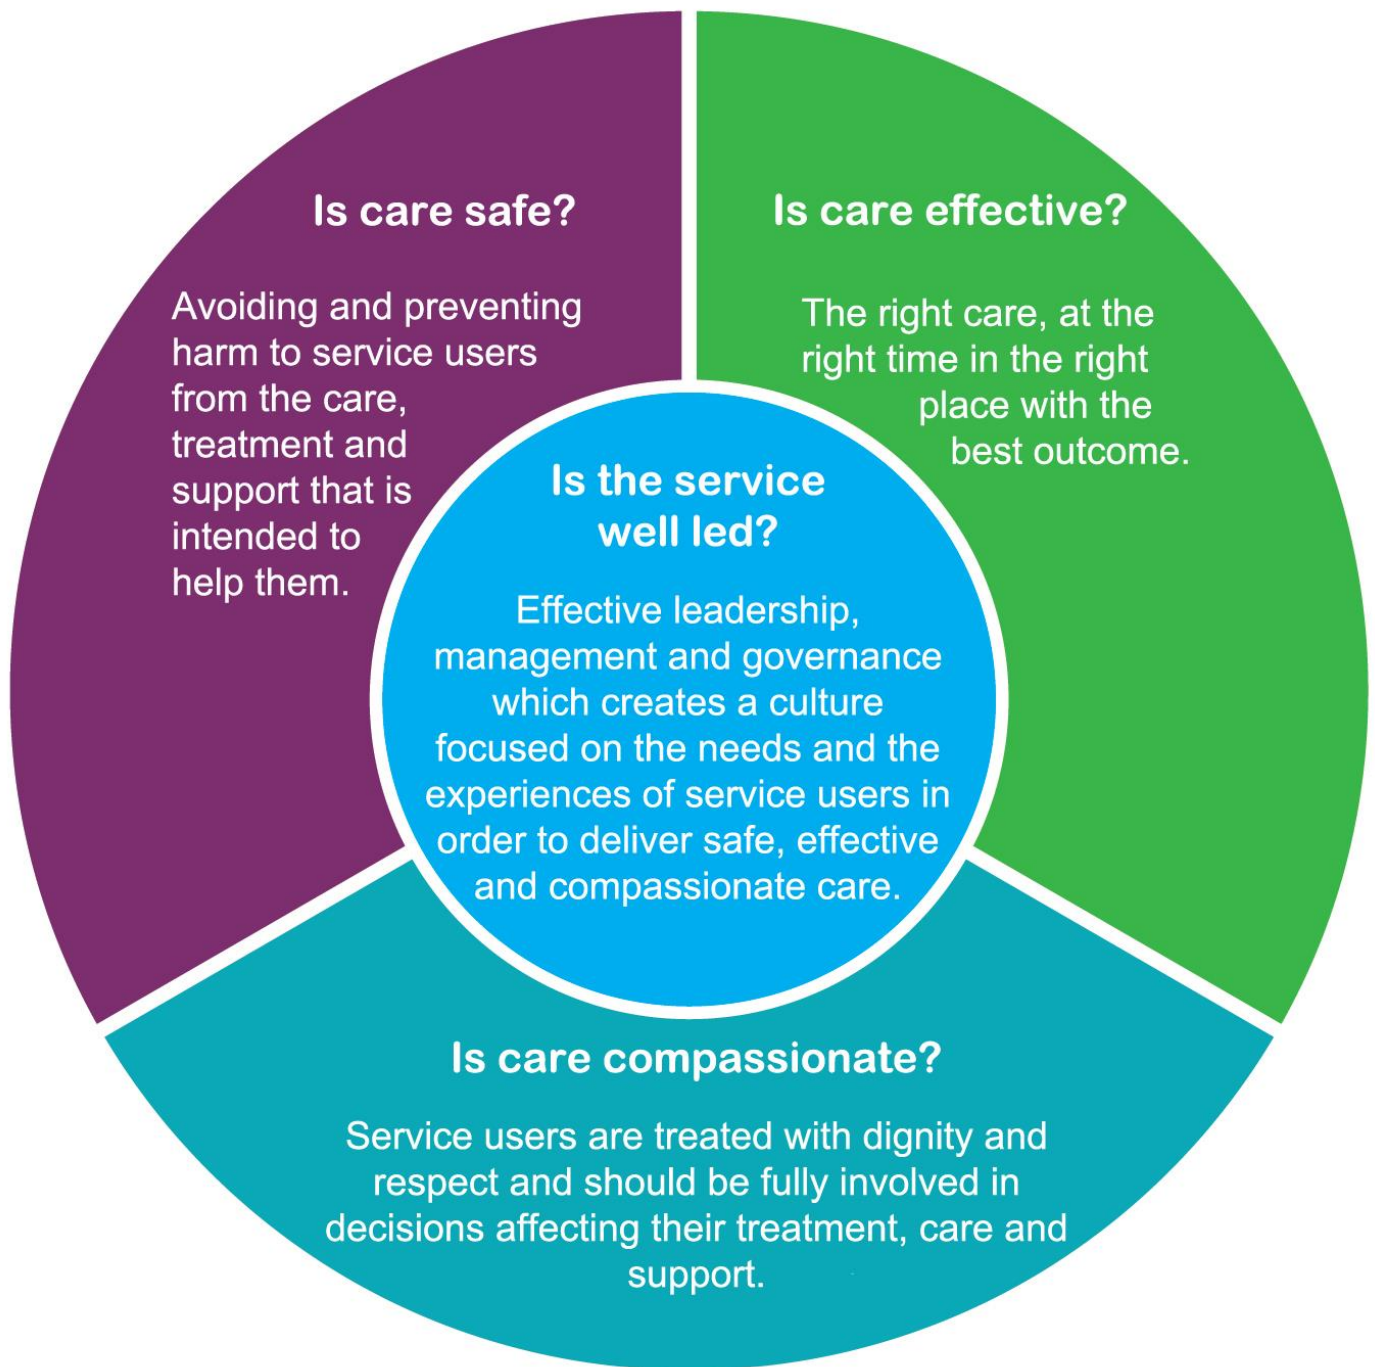 Is care safe?
Avoiding and preventing
harm to service users
from the care,
treatment and
support that is
intended to
help them.
Is care effective?
The right care, at the
right time in the right
place with the
best outcome.
Is the service
well led?
Effective leadership,
management and governance
which creates a culture
focused on the needs and the
experiences of service users in
order to deliver safe, effective
and compassionate care.
Is care compassionate?
Service users are treated with dignity and
respect and should be fully involved in
decisions affecting their treatment, care and
support.